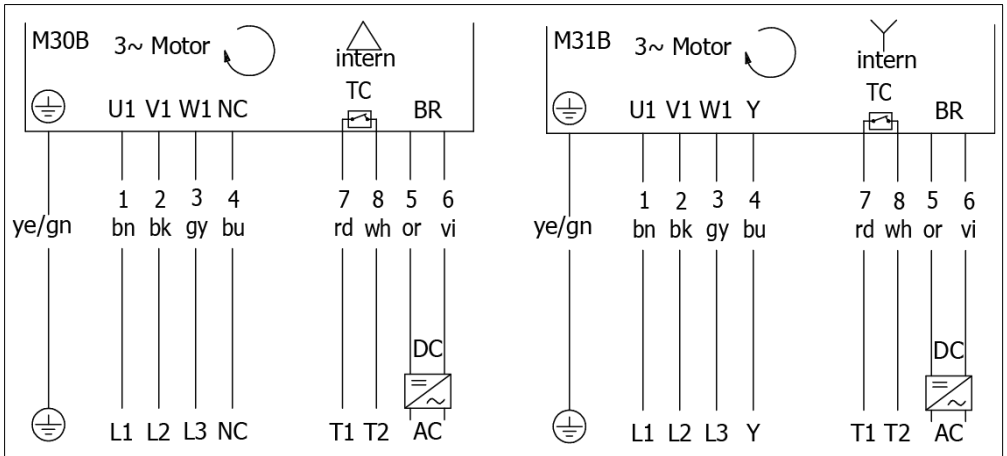 M30B 3~ Motor intern
TC
U1 V1 W1 NC BR
1 2 3 4 7 8 5 6
ye/gn bn bk gy bu rd wh or vi
DC
L1 L2 L3 NC T1 T2 AC
M31B 3~ Motor intern
TC
U1 V1 W1 Y BR
1 2 3 4 7 8 5 6
ye/gn bn bk gy bu rd wh or vi
DC
L1 L2 L3 Y T1 T2 AC